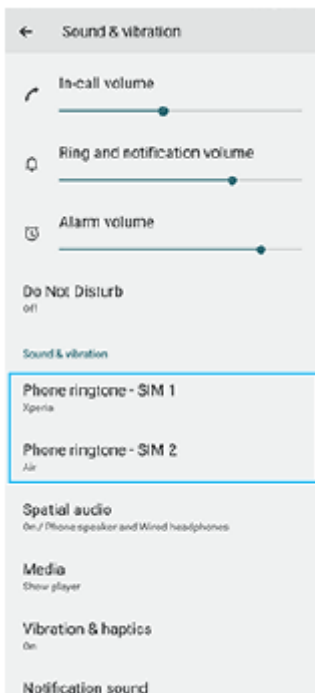 Sound & vibration
In-call volume
Ring and notification volume
Alarm volume
Do Not Disturb
Off
Sound & vibration
Phone ringtone - SIM 1
Xperia
Phone ringtone - SIM 2
Air
Spatial audio
On / Phone speaker and Wired headphones
Media
Show player
Vibration & haptics
On
Notification sound